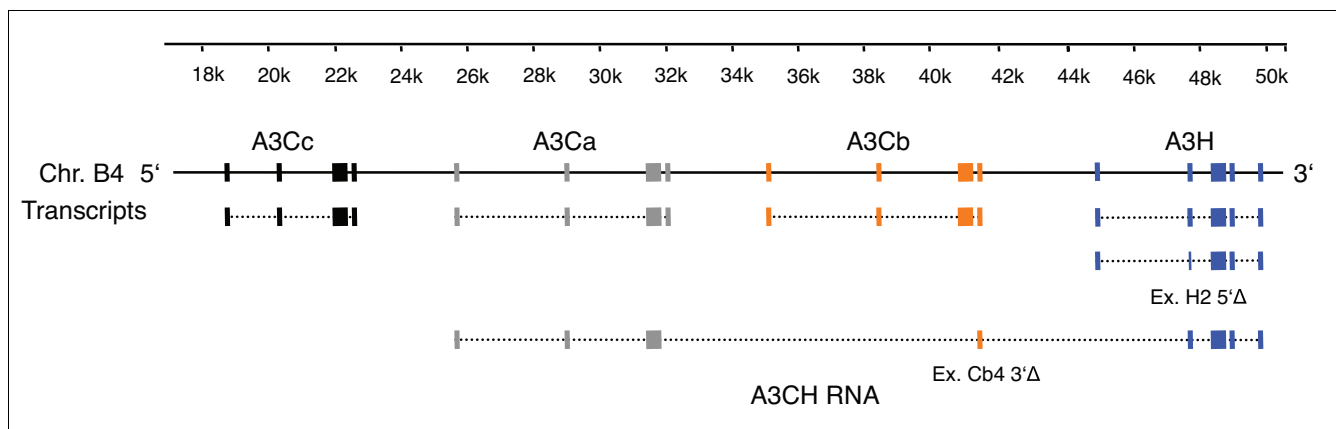 18k 20k 22k 24k 26k 28k 30k 32k 34k 36k 38k 40k 42k 44k 46k 48k 50k
A3Cc A3Ca A3Cb A3H
Chr. B4 5‘ 3‘
Transcripts
Ex. H2 5‘Δ
Ex. Cb4 3‘Δ
A3CH RNA